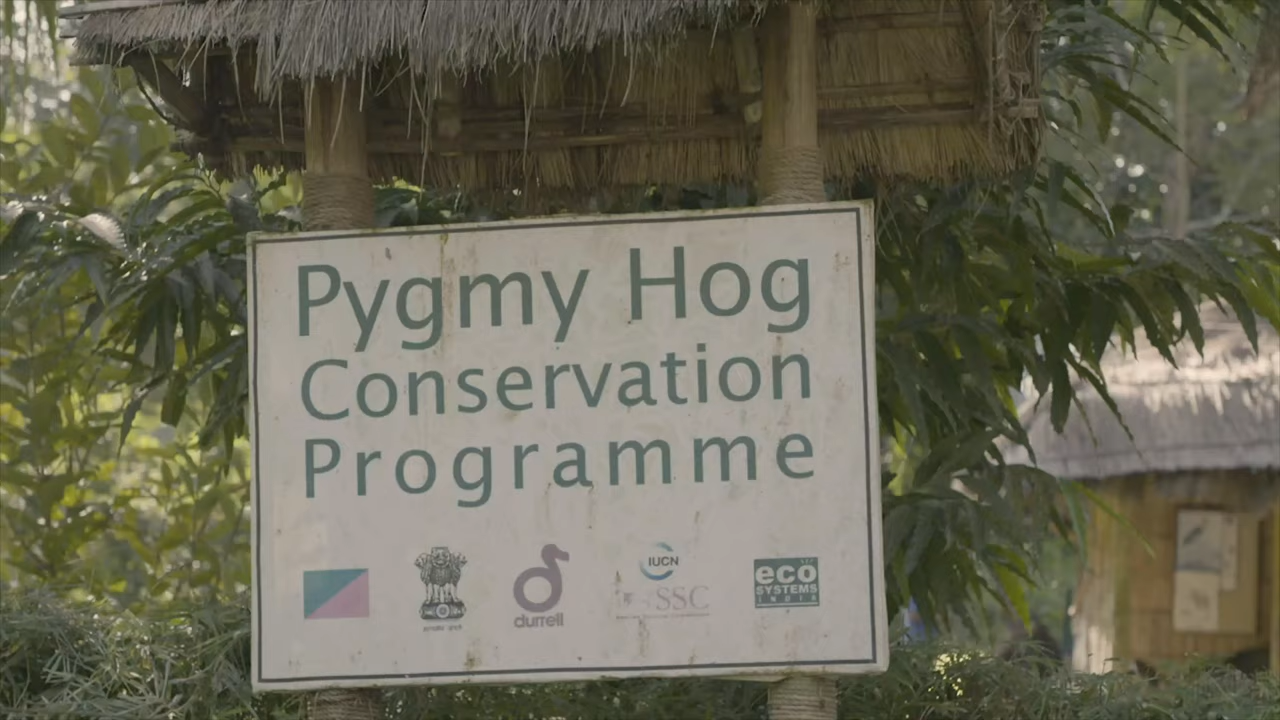 Pygmy Hog
Conservation
Programme
durrell
IUCN
SSC
eco
SYSTEMS
INDIA